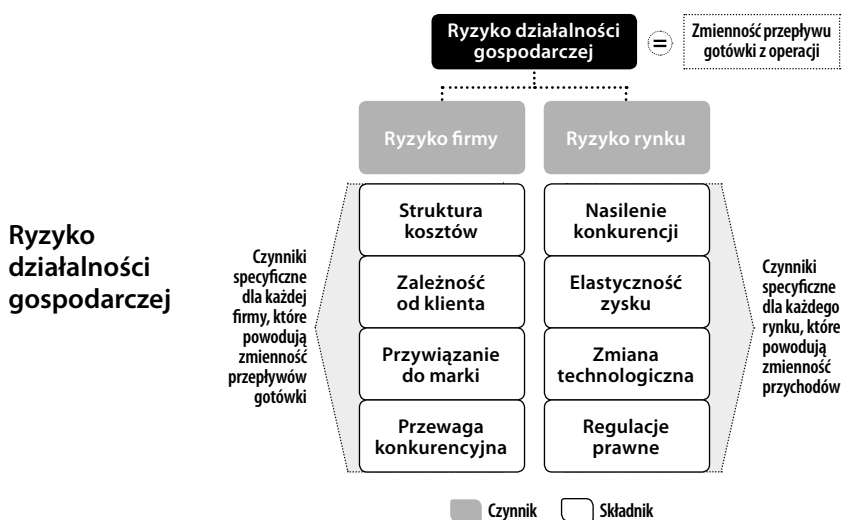 Ryzyko działalności
gospodarczej
=
Zmienność przepływu
gotówki z operacji
Ryzyko firmy
Ryzyko rynku
Ryzyko
działalności
gospodarczej
Czynniki
specyficzne
dla każdej
firmy, które
powodują
zmienność
przepływów
gotówki
Struktura
kosztów
Zależność
od klienta
Przywiązanie
do marki
Przewaga
konkurencyjna
Nasilenie
konkurencji
Elastyczność
zysku
Zmiana
technologiczna
Regulacje
prawne
Czynniki
specyficzne
dla każdego
rynku, które
powodują
zmienność
przychodów
Czynnik
Składnik